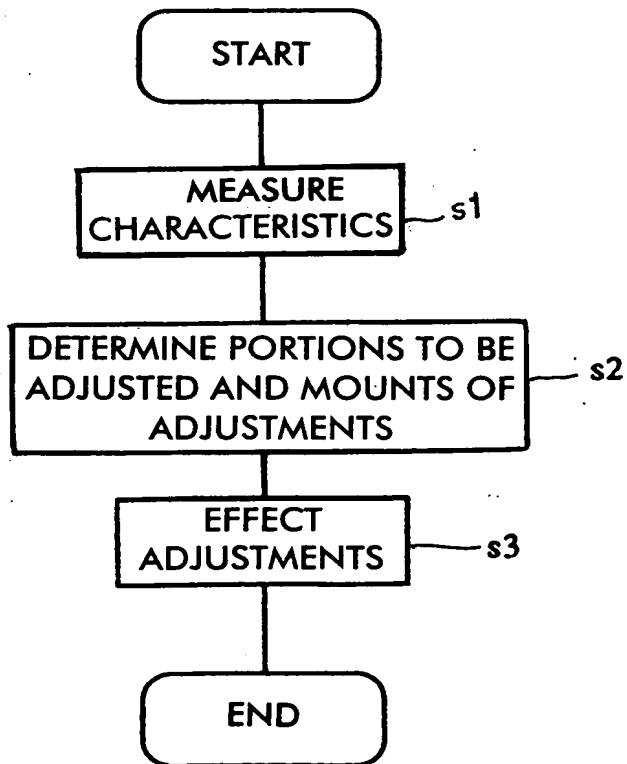 START
MEASURE
CHARACTERISTICS
s1
DETERMINE PORTIONS TO BE
ADJUSTED AND MOUNTS OF
ADJUSTMENTS
s2
EFFECT
ADJUSTMENTS
s3
END